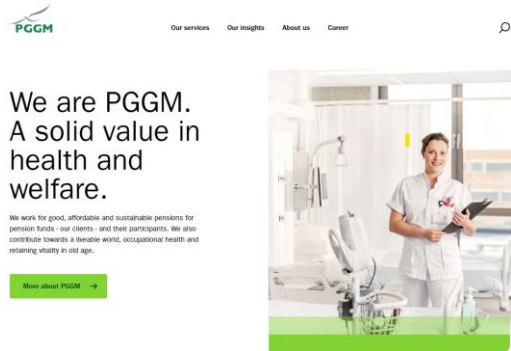 PGGM
Our services
Our insights
About us
Career
We are PGGM.
A solid value in
health and
welfare.
We work for good, affordable and sustainable pensions for
pension funds - our clients - and their participants. We also
contribute towards a liveable world, occupational health and
retaining vitality in old age.
More about PGGM →